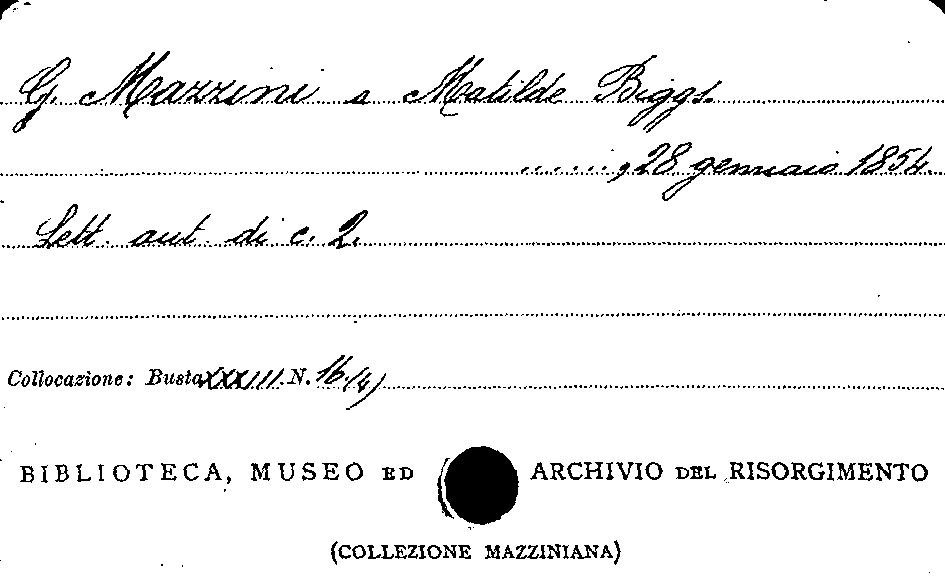 G. Mazzini a Matilde Biggs.
......, 28 gennaio 1854.
Lett. aut. di c. 2.
Collocazione: Busta XXXIII. N. 16.(4)
BIBLIOTECA, MUSEO ED ARCHIVIO DEL RISORGIMENTO
(COLLEZIONE MAZZINIANA)